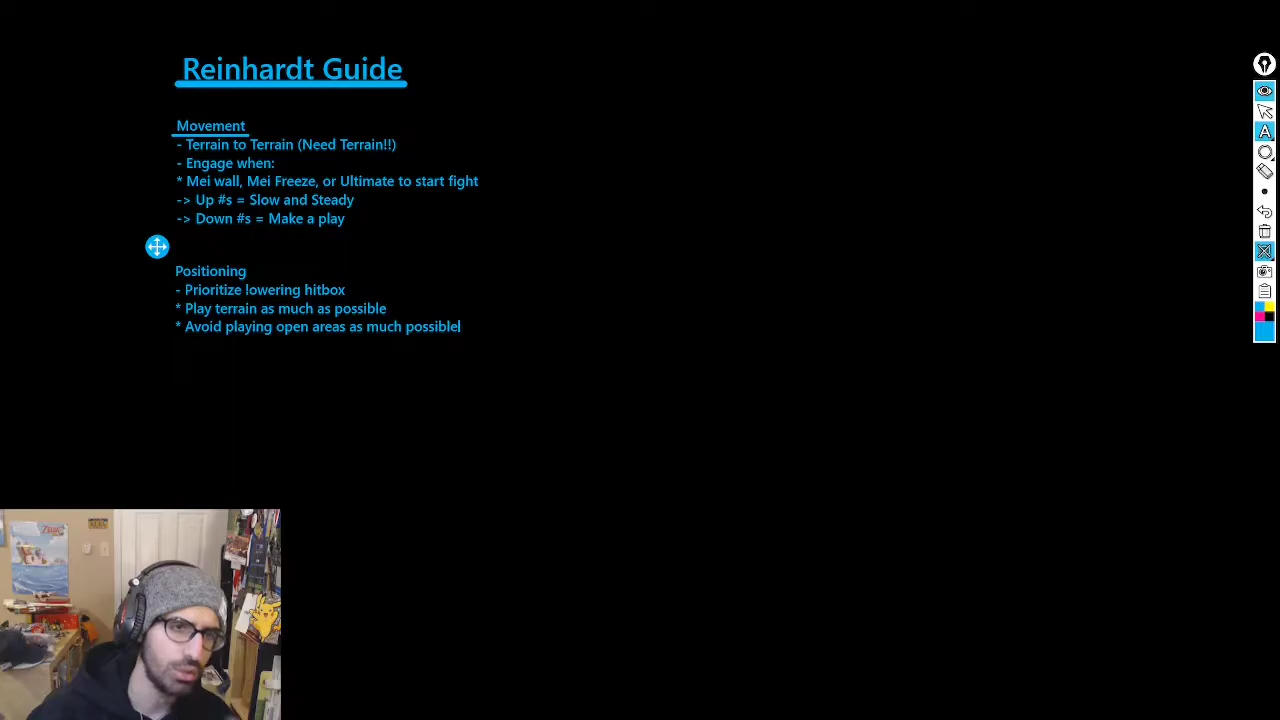 Reinhardt Guide
Movement
- Terrain to Terrain (Need Terrain!!)
- Engage when:
* Mei wall, Mei Freeze, or Ultimate to start fight
-> Up #s = Slow and Steady
-> Down #s = Make a play
Positioning
- Prioritize lowering hitbox
* Play terrain as much as possible
* Avoid playing open areas as much possible
A
ZELDA